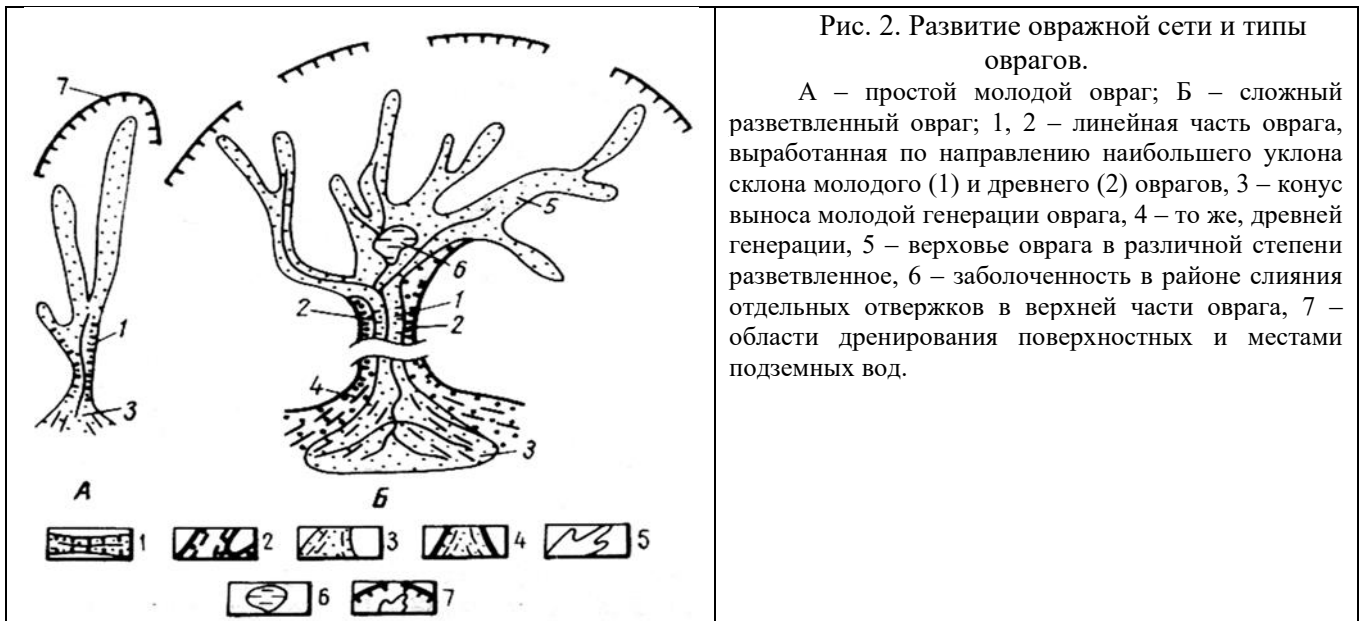 7
1
3
А
5
6
1
2
2
4
3
Б
1
2
3
4
5
6
7
Рис. 2. Развитие овражной сети и типы
оврагов.
А – простой молодой овраг; Б – сложный
разветвленный овраг; 1, 2 – линейная часть оврага,
выработанная по направлению наибольшего уклона
склона молодого (1) и древнего (2) оврагов, 3 – конус
выноса молодой генерации оврага, 4 – то же, древней
генерации, 5 – верховье оврага в различной степени
разветвленное, 6 – заболоченность в районе слияния
отдельных отвержков в верхней части оврага, 7 –
области дренирования поверхностных и местами
подземных вод.